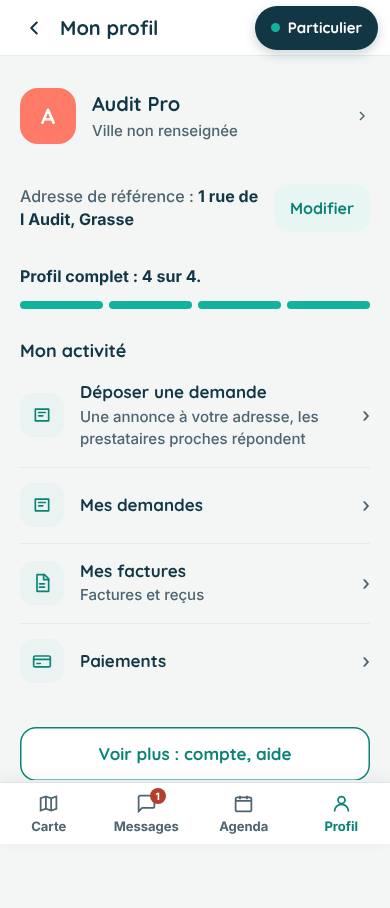 Mon profil
Particulier
A
Audit Pro
Ville non renseignée
Adresse de référence : 1 rue de
l Audit, Grasse
Modifier
Profil complet : 4 sur 4.
Mon activité
Déposer une demande
Une annonce à votre adresse, les
prestataires proches répondent
Mes demandes
Mes factures
Factures et reçus
Paiements
Voir plus : compte, aide
1
Carte
Messages
Agenda
Profil